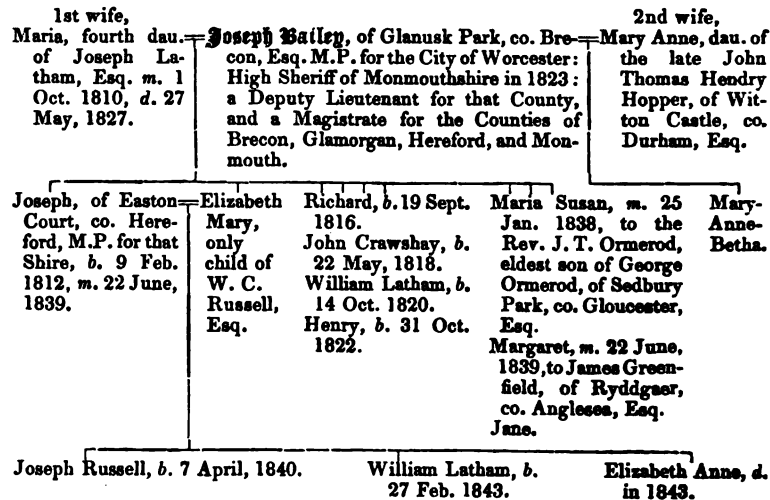 1st wife,
Maria, fourth dau.
of Joseph La-
tham, Esq. m. 1
Oct. 1810, d. 27
May, 1827.
Joseph Bailey, of Glanusk Park, co. Bre-
con, Esq. M.P. for the City of Worcester:
High Sheriff of Monmouthshire in 1823:
a Deputy Lieutenant for that County,
and a Magistrate for the Counties of
Brecon, Glamorgan, Hereford, and Mon-
mouth.
2nd wife,
Mary Anne, dau. of
the late John
Thomas Hendry
Hopper, of Wit-
ton Castle, co.
Durham, Esq.
Joseph, of Easton
Court, co. Here-
ford, M.P. for that
Shire, b. 9 Feb.
1812, m. 22 June,
1839.
Elizabeth
Mary,
only
child of
W. C.
Russell,
Esq.
Richard, b. 19 Sept.
1816.
John Crawshay, b.
22 May, 1818.
William Latham, b.
14 Oct. 1820.
Henry, b. 31 Oct.
1822.
Maria Susan, m. 25
Jan. 1838, to the
Rev. J. T. Ormerod,
eldest son of George
Ormerod, of Sedbury
Park, co. Gloucester,
Esq.
Margaret, m. 22 June,
1839, to James Green-
field, of Ryddgaer,
co. Anglesea, Esq.
Jane.
Mary-
Anne-
Betha.
Joseph Russell, b. 7 April, 1840.
William Latham, b.
27 Feb. 1843.
Elizabeth Anne, d.
in 1843.